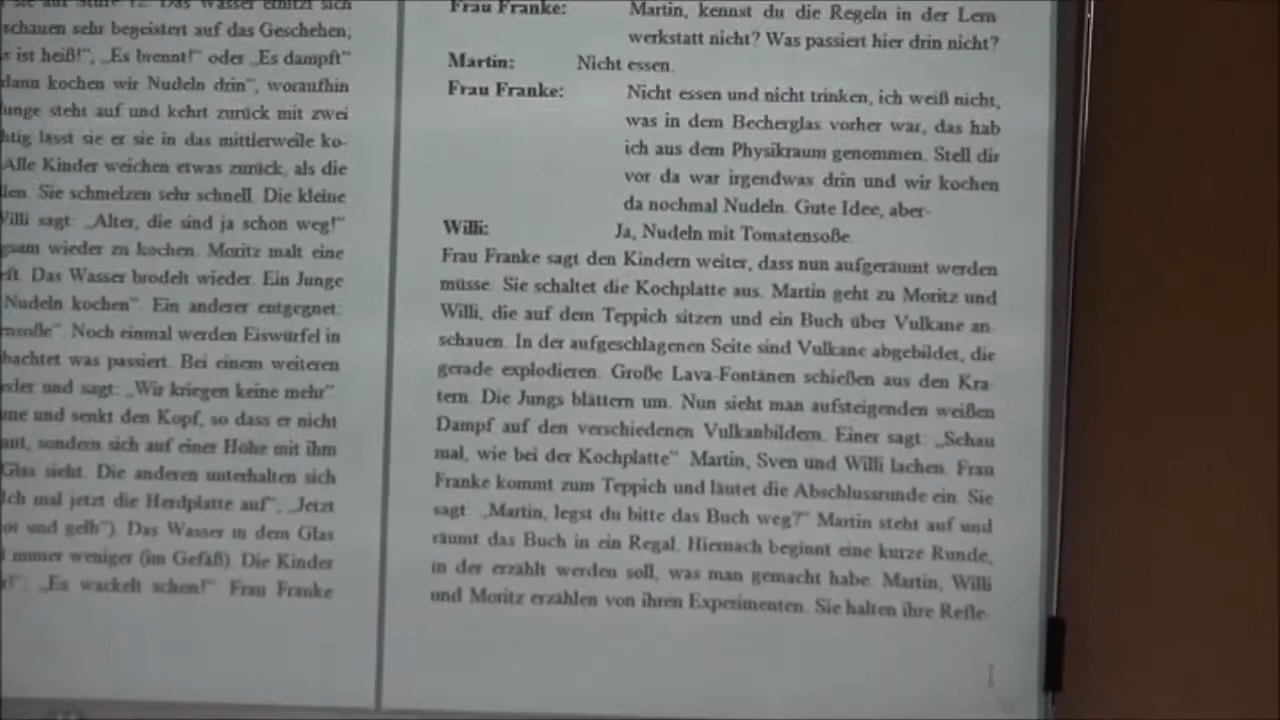 auf Stufe 12. Das Wasser erhitzt sich
schauen sehr begeistert auf das Geschehen;
ist heiß!“, „Es brennt!“ oder „Es dampft“
dann kochen wir Nudeln drin“, woraufhin
Junge steht auf und kehrt zurück mit zwei
lässt sie er sie in das mittlerweile ko-
Alle Kinder weichen etwas zurück, als die
Sie schmelzen sehr schnell. Die kleine
Willi sagt: „Alter, die sind ja schon weg!“
wieder zu kochen. Moritz malt eine
Das Wasser brodelt wieder. Ein Junge
Nudeln kochen“. Ein anderer entgegnet:
Noch einmal werden Eiswürfel in
was passiert. Bei einem weiteren
und sagt: „Wir kriegen keine mehr“
und senkt den Kopf, so dass er nicht
sondern sich auf einer Höhe mit ihm
Glas sieht. Die anderen unterhalten sich
mal jetzt die Herdplatte auf“, „Jetzt
und gelb“). Das Wasser in dem Glas
immer weniger (im Gefäß). Die Kinder
„Es wackelt schon!“ Frau Franke
Frau Franke: Martin, kennst du die Regeln in der Lern
werkstatt nicht? Was passiert hier drin nicht?
Martin: Nicht essen.
Frau Franke: Nicht essen und nicht trinken, ich weiß nicht,
was in dem Becherglas vorher war, das hab
ich aus dem Physikraum genommen. Stell dir
vor da war irgendwas drin und wir kochen
da nochmal Nudeln. Gute Idee, aber-
Willi: Ja, Nudeln mit Tomatensoße.
Frau Franke sagt den Kindern weiter, dass nun aufgeräumt werden
müsse. Sie schaltet die Kochplatte aus. Martin geht zu Moritz und
Willi, die auf dem Teppich sitzen und ein Buch über Vulkane an-
schauen. In der aufgeschlagenen Seite sind Vulkane abgebildet, die
gerade explodieren. Große Lava-Fontänen schießen aus den Kra-
tern. Die Jungs blättern um. Nun sieht man aufsteigenden weißen
Dampf auf den verschiedenen Vulkanbildern. Einer sagt: „Schau
mal, wie bei der Kochplatte“ Martin, Sven und Willi lachen. Frau
Franke kommt zum Teppich und läutet die Abschlussrunde ein. Sie
sagt: „Martin, legst du bitte das Buch weg?“ Martin steht auf und
räumt das Buch in ein Regal. Hiernach beginnt eine kurze Runde,
in der erzählt werden soll, was man gemacht habe. Martin, Willi
und Moritz erzählen von ihren Experimenten. Sie halten ihre Refle-